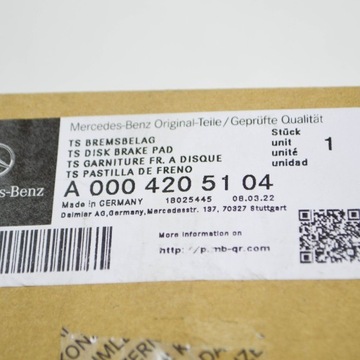 Mercedes-Benz Original-Teile/Geprüfte Qualität
TS BREMSBELAG
TS DISK BRAKE PAD
TS GARNITURE FR. A DISQUE
TS PASTILLA DE FRENO
Stück
unit
unité
unidad
1
s-Benz
A 000 420 51 04
Made in GERMANY 18025445 08.03.22
Daimler AG, Germany, Mercedesstr. 137, 70327 Stuttgart
More information on